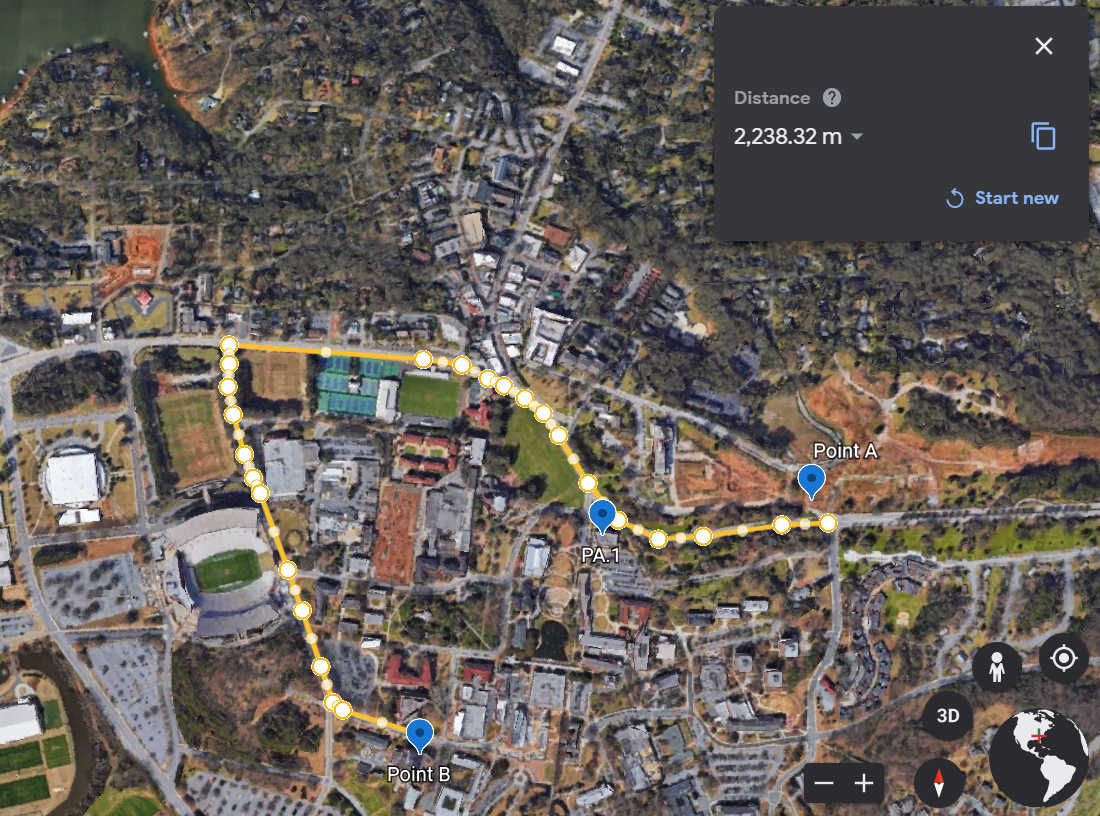 Distance
2,238.32 m
Start new
Point A
PA.1
3D
Point B